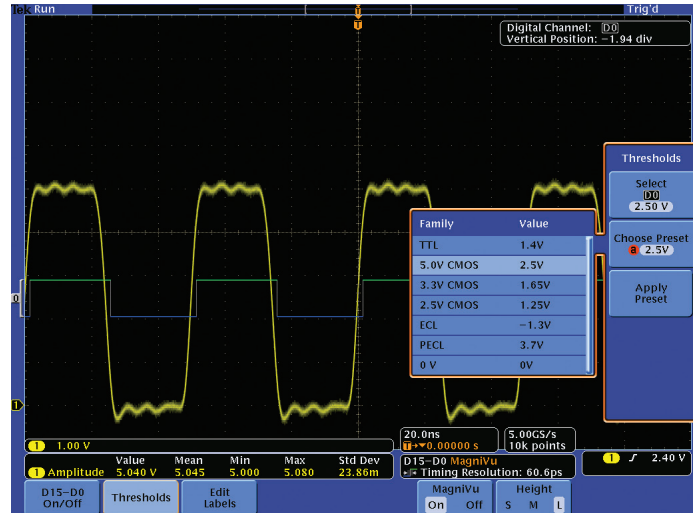 Tek Run Trig'd
Digital Channel: D0
Vertical Position: −1.94 div
Thresholds
Select
D0
2.50 V
Choose Preset
a 2.5V
Apply
Preset
Family Value
TTL 1.4V
5.0V CMOS 2.5V
3.3V CMOS 1.65V
2.5V CMOS 1.25V
ECL −1.3V
PECL 3.7V
0 V 0V
0
1
1 1.00 V
20.0ns
T→▼0.00000 s
5.00GS/s
10k points
1 2.40 V
Value Mean Min Max Std Dev
1 Amplitude 5.040 V 5.045 5.000 5.080 23.86m
D15−D0 MagniVu
Timing Resolution: 60.6ps
D15−D0
On/Off
Thresholds
Edit
Labels
MagniVu
On Off
Height
S M L